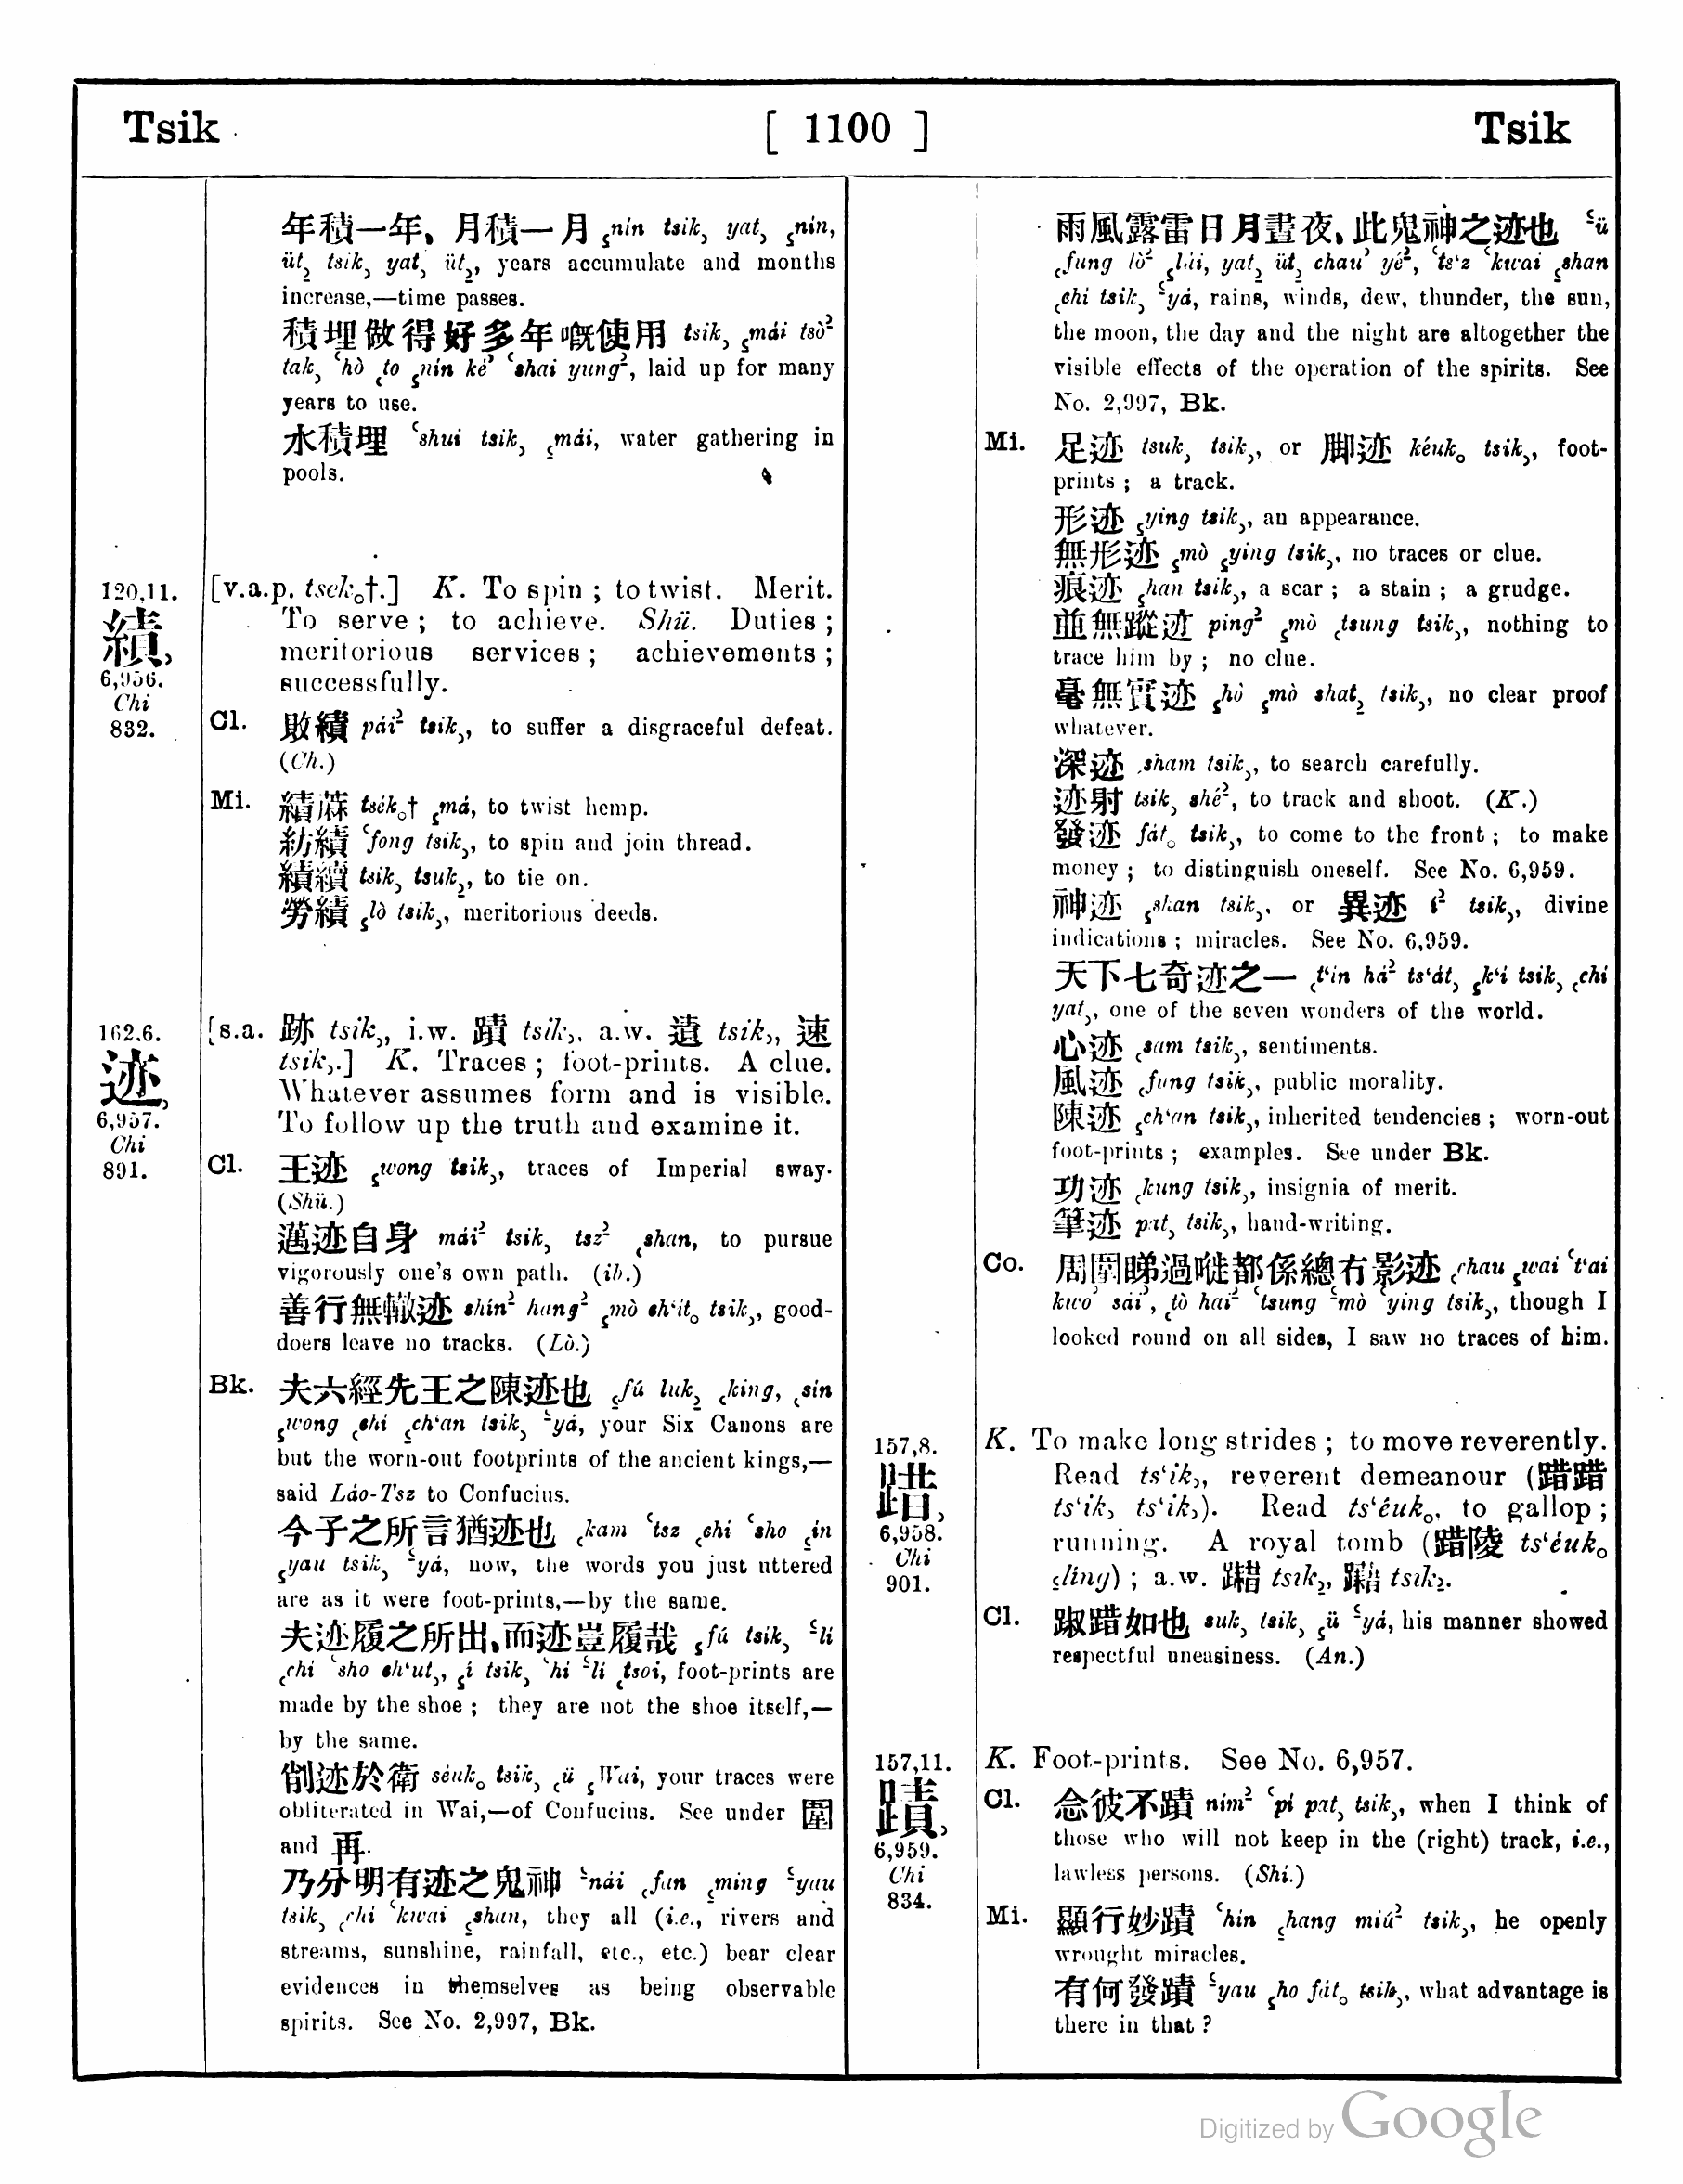 Tsik [ 1100 ] Tsik
年積一年、月積一月 ꜁nín tsik꜆ yat꜆ ꜁nín,
üt꜇ tsik꜆ yat꜆ üt꜇, years accumulate and months
increase,—time passes.
積埋做得好多年嘅使用 tsik꜆ ꜁mái tsò²
tak꜆ ꜂hò ꜀to ꜁nín ké꜄ ꜂shai yung², laid up for many
years to use.
水積埋 ꜂shui tsik꜆ ꜁mái, water gathering in
pools.
120,11.
績꜆
6,956.
Chi
832.
[v.a.p. tsek꜀†.] K. To spin; to twist. Merit.
To serve; to achieve. Shü. Duties;
meritorious services; achievements;
successfully.
Cl. 敗績 pái² tsik꜆, to suffer a disgraceful defeat.
(Ch.)
Mi. 績蔴 tsék꜀† ꜁má, to twist hemp.
紡績 ꜂fong tsik꜆, to spin and join thread.
績續 tsik꜆ tsuk꜇, to tie on.
勞績 ꜁lò tsik꜆, meritorious deeds.
162.6.
迹꜆
6,957.
Chi
891.
[s.a. 跡 tsik꜆, i.w. 蹟 tsik꜆, a.w. 遺 tsik꜆, 速
tsik꜆.] K. Traces; foot-prints. A clue.
Whatever assumes form and is visible.
To follow up the truth and examine it.
Cl. 王迹 ꜁wong tsik꜆, traces of Imperial sway.
(Shü.)
邁迹自身 mái² tsik꜆ tsz² ꜀shan, to pursue
vigorously one's own path. (ib.)
善行無轍迹 shín² hang² ꜁mò ch‘ít꜀ tsik꜆, good-
doers leave no tracks. (Lò.)
Bk. 夫六經先王之陳迹也 ꜁fú luk꜇ ꜀king, ꜀sín
꜁wong ꜀chí ꜁ch‘an tsik꜆ ꜃yá, your Six Canons are
but the worn-out footprints of the ancient kings,—
said Láo-Tsz to Confucius.
今子之所言猶迹也 ꜀kam ꜂tsz ꜀chí ꜂sho ꜁ín
꜁yau tsik꜆ ꜃yá, now, the words you just uttered
are as it were foot-prints,—by the same.
夫迹履之所出、而迹豈履哉 ꜁fú tsik꜆ ꜃lí
꜀chí ꜂sho ch‘ut꜆, ꜁í tsik꜆ ꜂hí ꜃lí ꜀tsoi, foot-prints are
made by the shoe; they are not the shoe itself,—
by the same.
削迹於衛 séuk꜀ tsik꜆ ꜀ü ꜁Wai, your traces were
obliterated in Wai,—of Confucius. See under 圍
and 再.
乃分明有迹之鬼神 ꜃nái ꜀fan ꜁ming ꜃yau
tsik꜆ ꜀chí ꜂kwai ꜁shan, they all (i.e., rivers and
streams, sunshine, rainfall, etc., etc.) bear clear
evidences in themselves as being observable
spirits. See No. 2,997, Bk.
雨風露雷日月晝夜、此鬼神之迹也 ꜃ü
꜀fung lò² ꜁lúi, yat꜇ üt꜇ chau꜄ yé², ꜂ts‘z ꜂kwai ꜁shan
꜀chí tsik꜆ ꜃yá, rains, winds, dew, thunder, the sun,
the moon, the day and the night are altogether the
visible effects of the operation of the spirits. See
No. 2,997, Bk.
Mi. 足迹 tsuk꜆ tsik꜆, or 脚迹 kéuk꜀ tsik꜆, foot-
prints; a track.
形迹 ꜁ying tsik꜆, an appearance.
無形迹 ꜁mò ꜁ying tsik꜆, no traces or clue.
痕迹 ꜁han tsik꜆, a scar; a stain; a grudge.
並無蹤迹 ping² ꜁mò ꜀tsung tsik꜆, nothing to
trace him by; no clue.
毫無實迹 ꜁hò ꜁mò shat꜇ tsik꜆, no clear proof
whatever.
深迹 ꜀sham tsik꜆, to search carefully.
迹射 tsik꜆ shé², to track and shoot. (K.)
發迹 fát꜀ tsik꜆, to come to the front; to make
money; to distinguish oneself. See No. 6,959.
神迹 ꜁shan tsik꜆, or 異迹 í² tsik꜆, divine
indications; miracles. See No. 6,959.
天下七奇迹之一 ꜀t‘ín há² ts‘át꜆ ꜁k‘í tsik꜆ ꜀chí
yat꜆, one of the seven wonders of the world.
心迹 ꜀sam tsik꜆, sentiments.
風迹 ꜀fung tsik꜆, public morality.
陳迹 ꜁ch‘an tsik꜆, inherited tendencies; worn-out
foot-prints; examples. See under Bk.
功迹 ꜀kung tsik꜆, insignia of merit.
筆迹 pat꜆ tsik꜆, hand-writing.
Co. 周圍睇過嘥都係總冇影迹 ꜀chau ꜁wai ꜂t‘ai
kwo꜄ sái꜄, ꜀tò hai² ꜂tsung ꜃mò ꜂ying tsik꜆, though I
looked round on all sides, I saw no traces of him.
157,8.
踖꜆
6,958.
Chi
901.
K. To make long strides; to move reverently.
Read ts‘ik꜆, reverent demeanour (踖踖
ts‘ik꜆ ts‘ik꜆). Read ts‘éuk꜀, to gallop;
running. A royal tomb (踖陵 ts‘éuk꜀
꜁ling); a.w. tsik꜇, tsik꜇.
Cl. 踧踖如也 suk꜆ tsik꜆ ꜁ü ꜃yá, his manner showed
respectful uneasiness. (An.)
157,11.
蹟꜆
6,959.
Chi
834.
K. Foot-prints. See No. 6,957.
Cl. 念彼不蹟 ním² ꜂pí pat꜆ tsik꜆, when I think of
those who will not keep in the (right) track, i.e.,
lawless persons. (Shí.)
Mi. 顯行妙蹟 ꜂hín ꜁hang miú² tsik꜆, he openly
wrought miracles.
有何發蹟 ꜃yau ꜁ho fát꜀ tsik꜆, what advantage is
there in that?
Digitized by Google